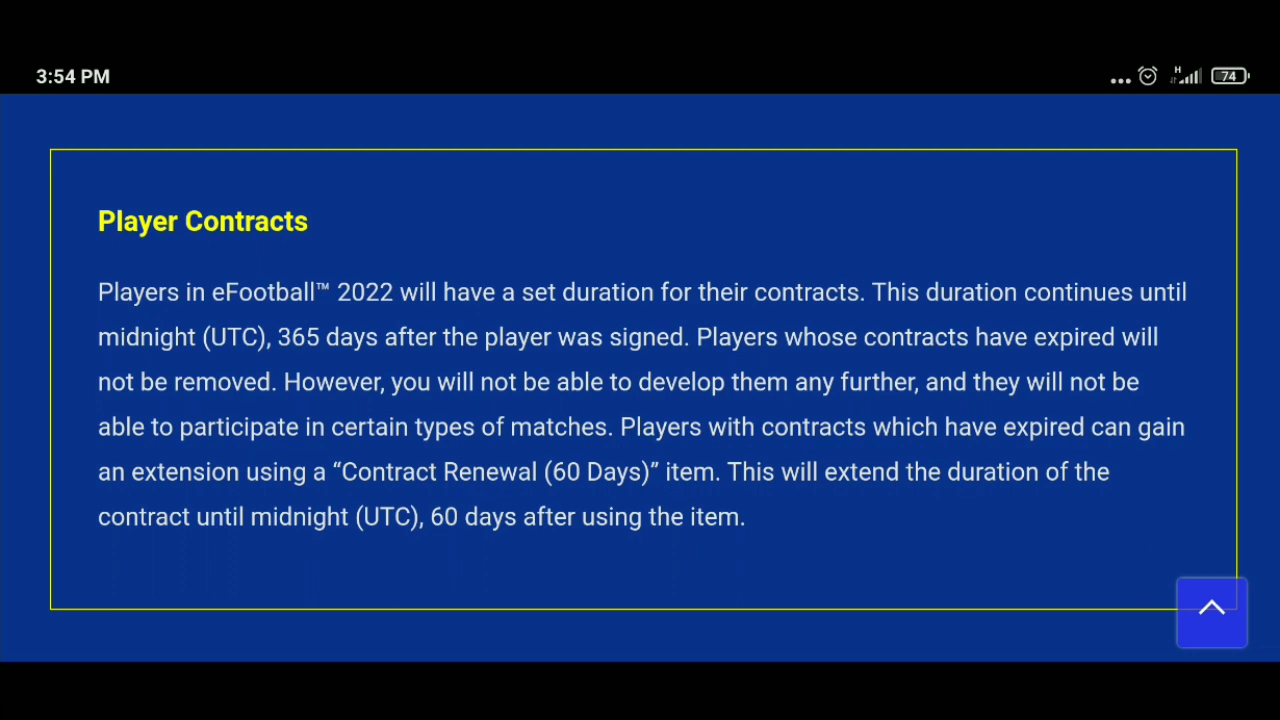 3:54 PM
H
74
Player Contracts
Players in eFootball™ 2022 will have a set duration for their contracts. This duration continues until
midnight (UTC), 365 days after the player was signed. Players whose contracts have expired will
not be removed. However, you will not be able to develop them any further, and they will not be
able to participate in certain types of matches. Players with contracts which have expired can gain
an extension using a “Contract Renewal (60 Days)” item. This will extend the duration of the
contract until midnight (UTC), 60 days after using the item.